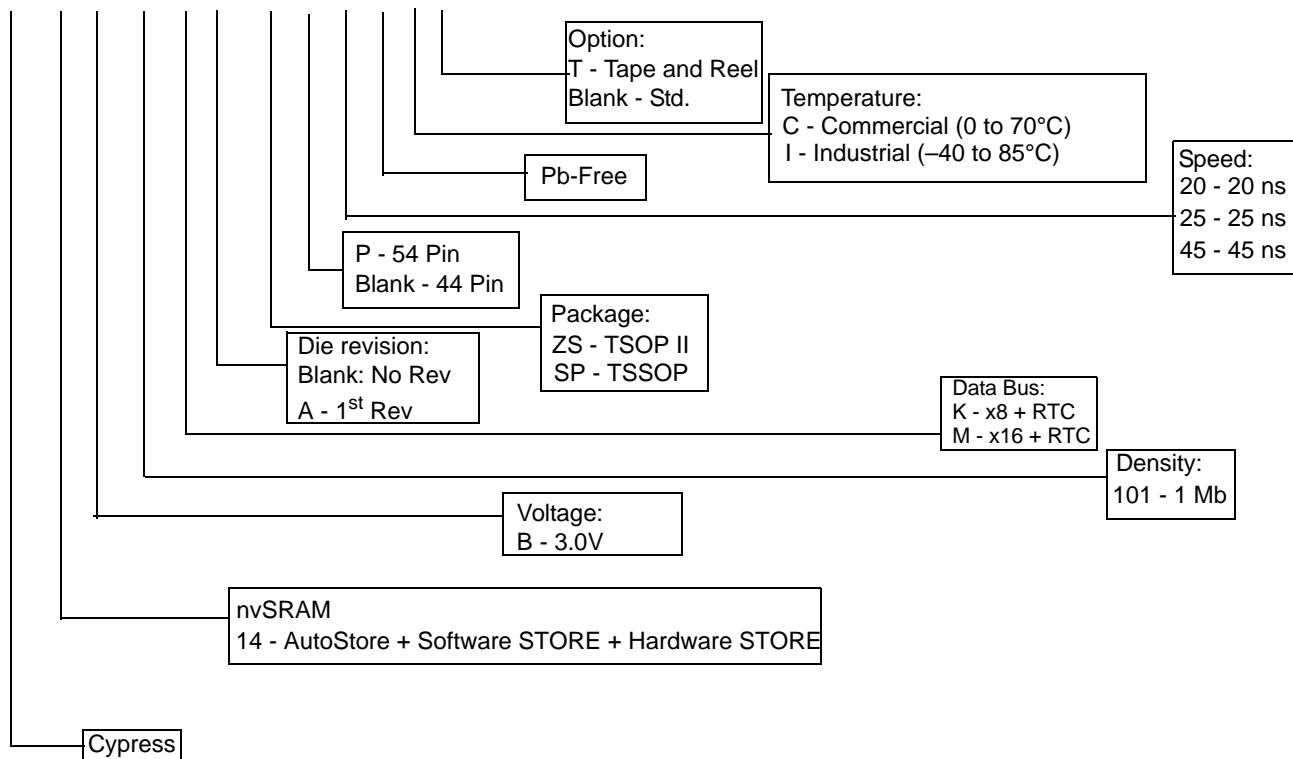 Option:
T - Tape and Reel
Blank - Std.
Temperature:
C - Commercial (0 to 70°C)
I - Industrial (–40 to 85°C)
Speed:
20 - 20 ns
25 - 25 ns
45 - 45 ns
Pb-Free
P - 54 Pin
Blank - 44 Pin
Package:
ZS - TSOP II
SP - TSSOP
Die revision:
Blank: No Rev
A - 1st Rev
Data Bus:
K - x8 + RTC
M - x16 + RTC
Density:
101 - 1 Mb
Voltage:
B - 3.0V
nvSRAM
14 - AutoStore + Software STORE + Hardware STORE
Cypress